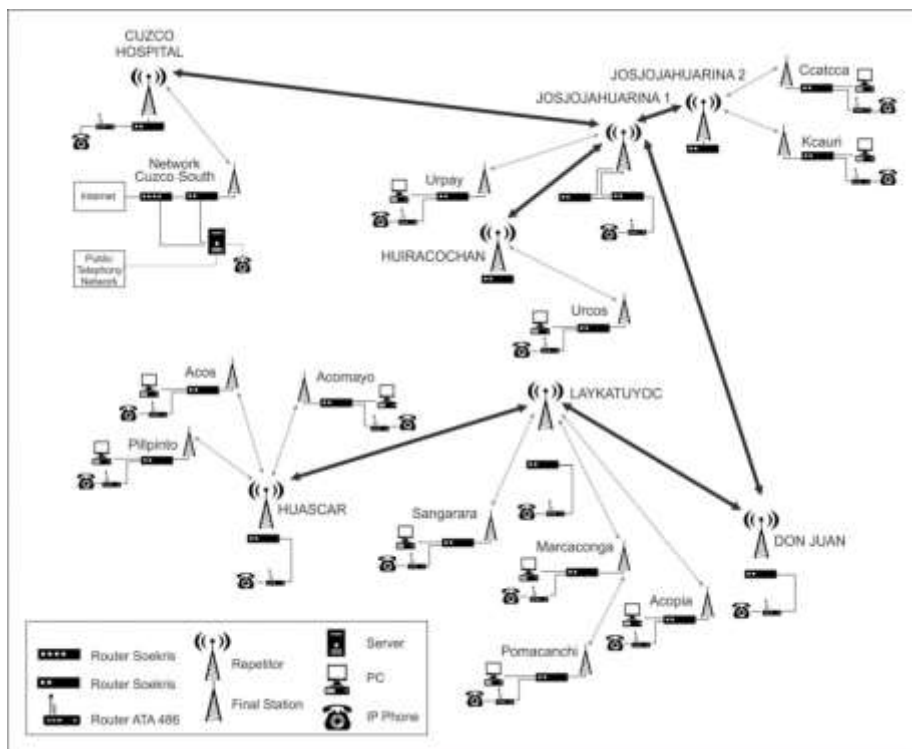 CUZCO
HOSPITAL
JOSJOJAHUARINA 2
JOSJOJAHUARINA 1
Ccatcca
Kcauri
Network
Cuzco-South
Internet
Public
Telephony
Network
Urpay
HUIRACOCHAN
Urcos
Acos
Acomayo
LAYKATUYOC
Pillpinto
HUASCAR
Sangarara
Marcaconga
DON JUAN
Acopia
Pomacanchi
Router Soekris
Router Soekris
Router ATA 486
Repetitor
Final Station
Server
PC
IP Phone